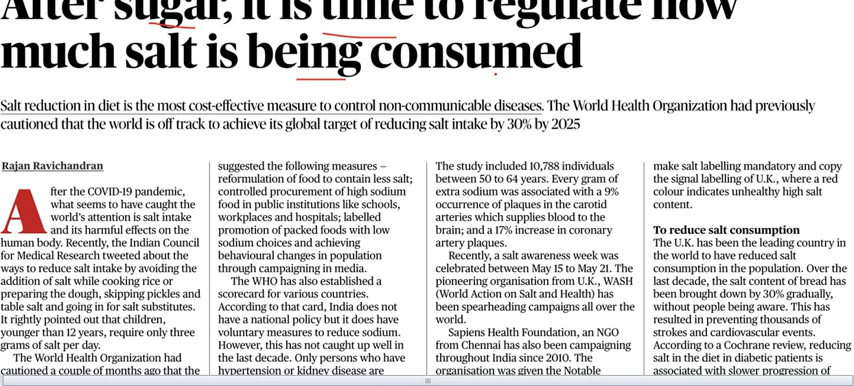 After sugar, it is time to regulate how
much salt is being consumed
Salt reduction in diet is the most cost-effective measure to control non-communicable diseases. The World Health Organization had previously
cautioned that the world is off track to achieve its global target of reducing salt intake by 30% by 2025
Rajan Ravichandran
After the COVID-19 pandemic,
what seems to have caught the
world's attention is salt intake
and its harmful effects on the
human body. Recently, the Indian Council
for Medical Research tweeted about the
ways to reduce salt intake by avoiding the
addition of salt while cooking rice or
preparing the dough, skipping pickles and
table salt and going in for salt substitutes.
It rightly pointed out that children,
younger than 12 years, require only three
grams of salt per day.
The World Health Organization had
cautioned a couple of months ago that the
suggested the following measures –
reformulation of food to contain less salt;
controlled procurement of high sodium
food in public institutions like schools,
workplaces and hospitals; labelled
promotion of packed foods with low
sodium choices and achieving
behavioural changes in population
through campaigning in media.
The WHO has also established a
scorecard for various countries.
According to that card, India does not
have a national policy but it does have
voluntary measures to reduce sodium.
However, this has not caught up well in
the last decade. Only persons who have
hypertension or kidney disease are
The study included 10,788 individuals
between 50 to 64 years. Every gram of
extra sodium was associated with a 9%
occurrence of plaques in the carotid
arteries which supplies blood to the
brain; and a 17% increase in coronary
artery plaques.
Recently, a salt awareness week was
celebrated between May 15 to May 21. The
pioneering organisation from U.K., WASH
(World Action on Salt and Health) has
been spearheading campaigns all over the
world.
Sapiens Health Foundation, an NGO
from Chennai has also been campaigning
throughout India since 2010. The
organisation was given the Notable
make salt labelling mandatory and copy
the signal labelling of U.K., where a red
colour indicates unhealthy high salt
content.
To reduce salt consumption
The U.K. has been the leading country in
the world to have reduced salt
consumption in the population. Over the
last decade, the salt content of bread has
been brought down by 30% gradually,
without people being aware. This has
resulted in preventing thousands of
strokes and cardiovascular events.
According to a Cochrane review, reducing
salt in the diet in diabetic patients is
associated with slower progression of